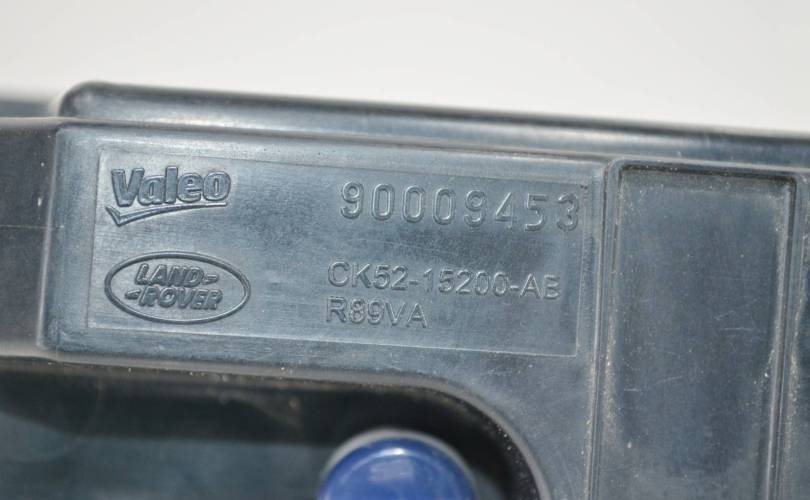 Valeo
90009453
LAND-
-ROVER
CK52-15200-AB
R89VA